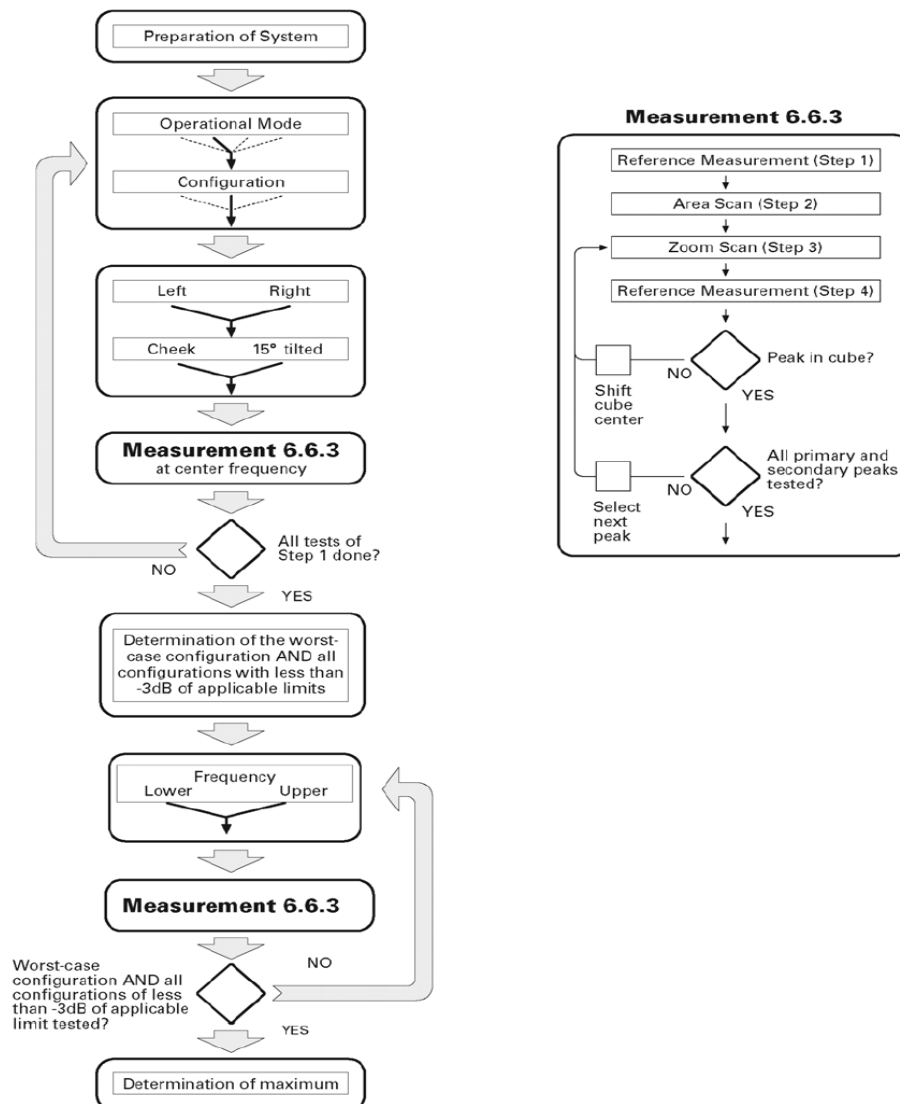 Preparation of System
Operational Mode
Configuration
Left Right
Cheek 15° tilted
Measurement 6.6.3
at center frequency
All tests of
Step 1 done?
NO
YES
Determination of the worst-
case configuration AND all
configurations with less than
-3dB of applicable limits
Frequency
Lower Upper
Measurement 6.6.3
Worst-case
configuration AND all
configurations of less
than -3dB of applicable
limit tested?
NO
YES
Determination of maximum
Measurement 6.6.3
Reference Measurement (Step 1)
Area Scan (Step 2)
Zoom Scan (Step 3)
Reference Measurement (Step 4)
Peak in cube?
NO
YES
Shift
cube
center
All primary and
secondary peaks
tested?
NO
YES
Select
next
peak